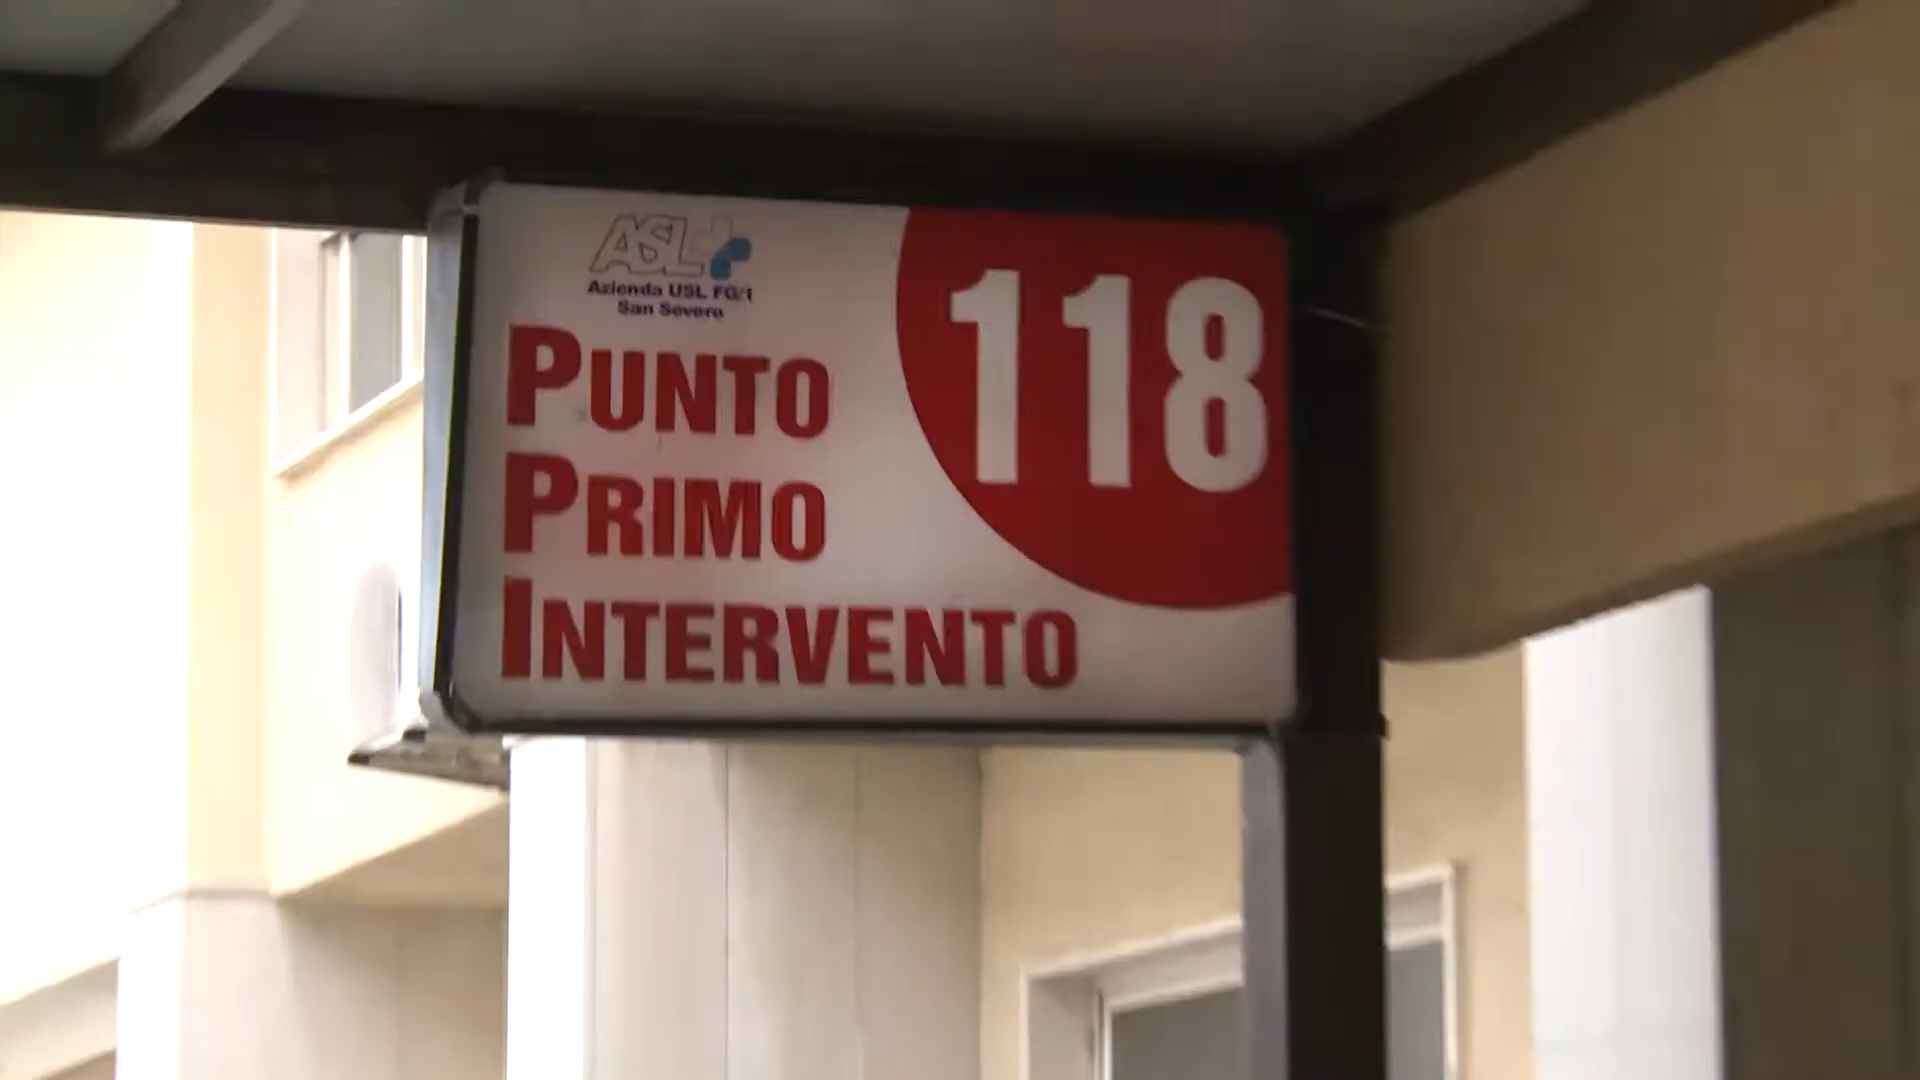 ASL
Azienda USL FG/1
San Severo
118
PUNTO
PRIMO
INTERVENTO